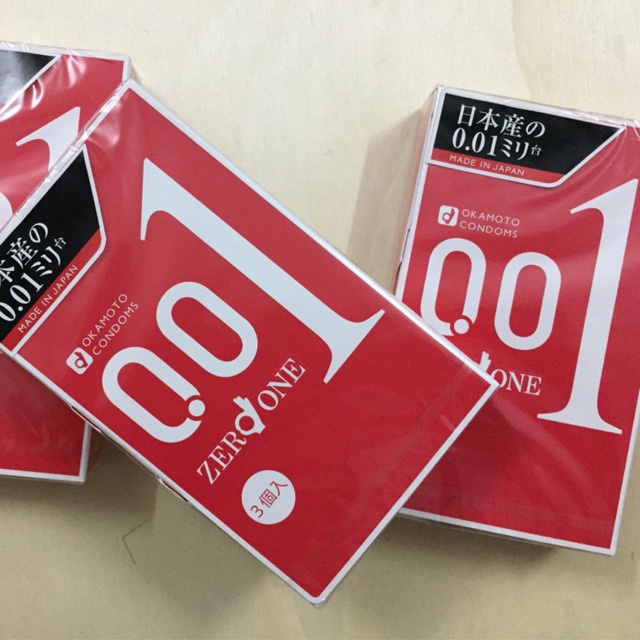 日本産の
0.01ミリ台
MADE IN JAPAN
OKAMOTO
CONDOMS
0.01
ZERO ONE
3個入
日本産の
0.01ミリ台
MADE IN JAPAN
OKAMOTO
CONDOMS
0.01
ONE
1